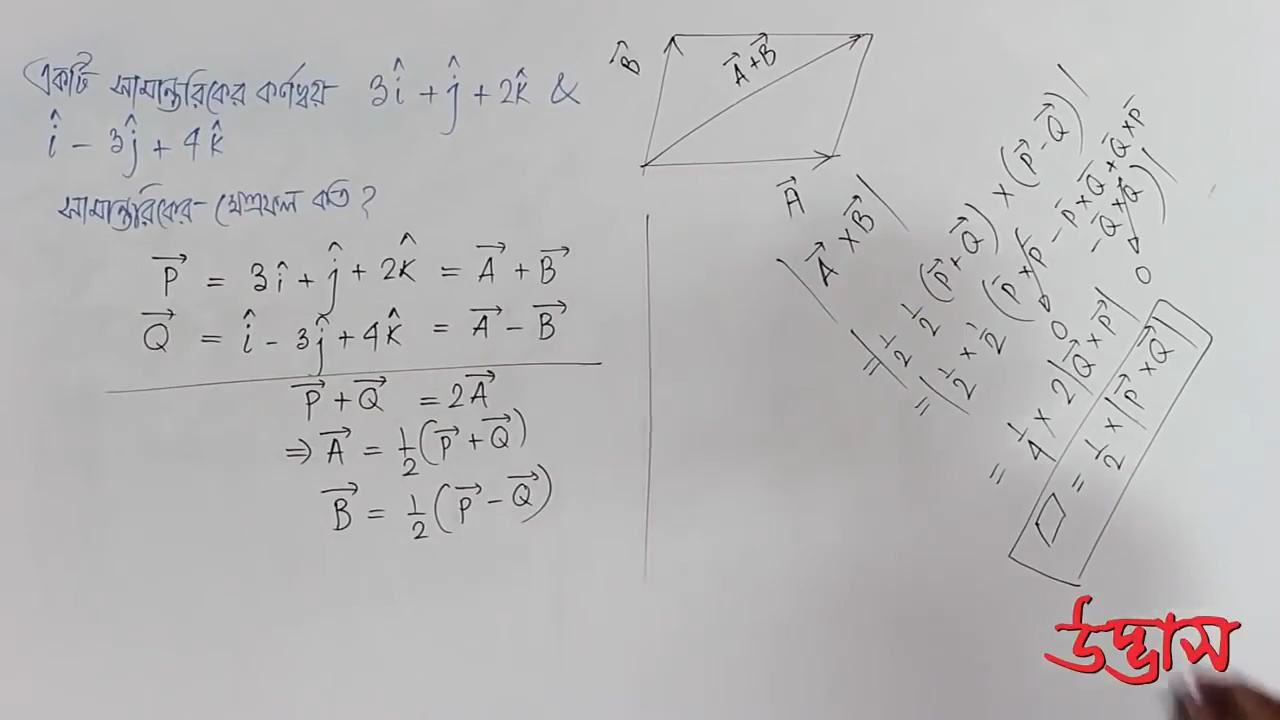 একটি সামান্তরিকের কর্ণদ্বয় 3î + ĵ + 2k̂ &
î - 3ĵ + 4k̂
সামান্তরিকের ক্ষেত্রফল কতি ?
P⃗ = 3î + ĵ + 2k̂ = A⃗ + B⃗
Q⃗ = î - 3ĵ + 4k̂ = A⃗ - B⃗
P⃗ + Q⃗ = 2A⃗
⇒ A⃗ = 1/2 (P⃗ + Q⃗)
B⃗ = 1/2 (P⃗ - Q⃗)
B⃗
A⃗ + B⃗
A⃗
|A⃗ × B⃗|
= |1/2 · 1/2 (P⃗ + Q⃗) × (P⃗ - Q⃗)|
= |1/2 × 1/2 (P⃗ × P⃗ - P⃗ × Q⃗ + Q⃗ × P⃗
- Q⃗ × Q⃗)|
0
0
= 1/4 × 2 |Q⃗ × P⃗|
▱ = 1/2 × |P⃗ × Q⃗|
উদ্ভাস